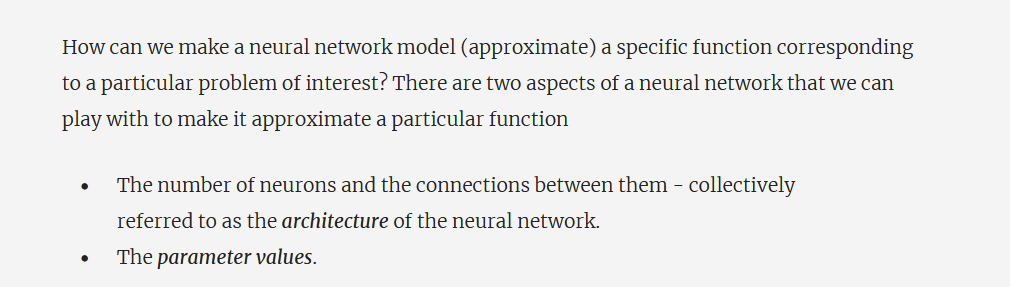 How can we make a neural network model (approximate) a specific function corresponding
to a particular problem of interest? There are two aspects of a neural network that we can
play with to make it approximate a particular function
• The number of neurons and the connections between them - collectively
referred to as the architecture of the neural network.
• The parameter values.